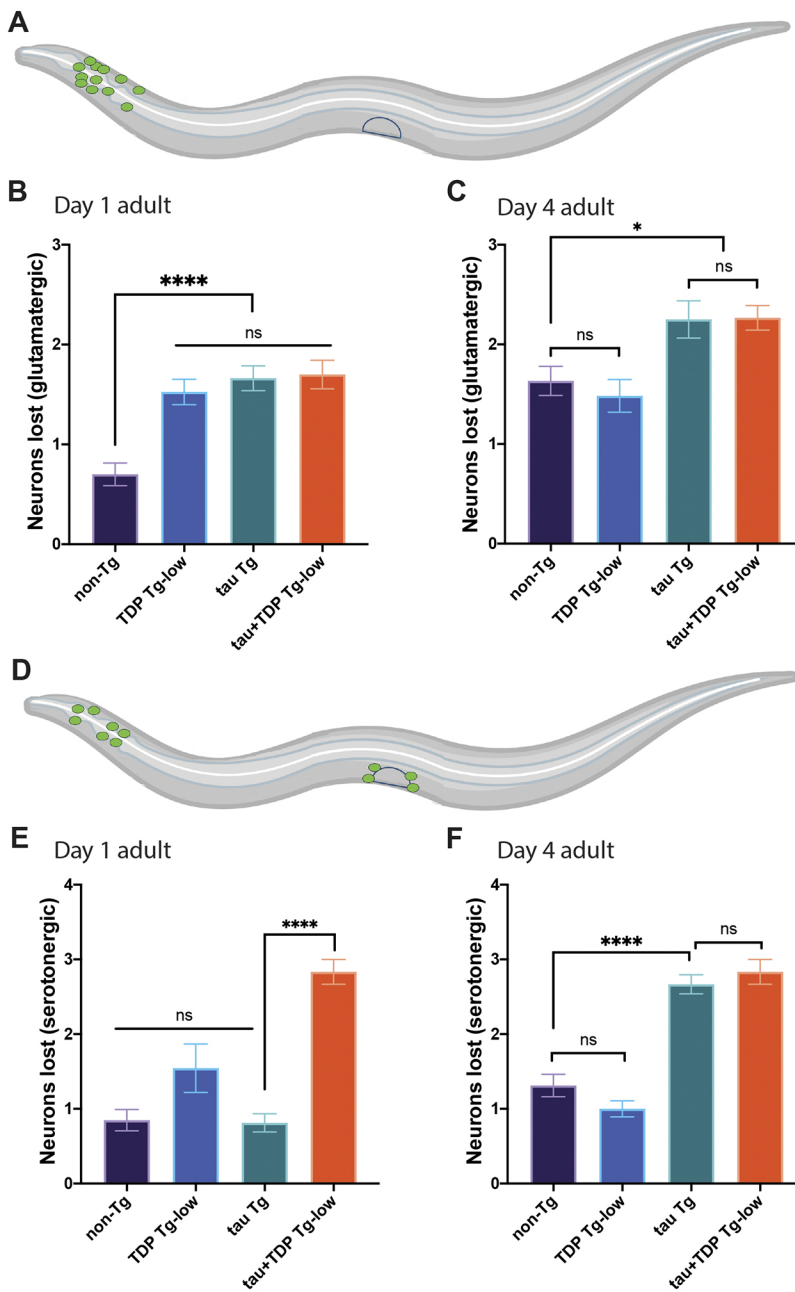 A
B
Day 1 adult
Neurons lost (glutamatergic)
3
2
1
0
****
ns
non-Tg
TDP Tg-low
tau Tg
tau+TDP Tg-low
C
Day 4 adult
Neurons lost (glutamatergic)
3
2
1
0
*
ns
ns
non-Tg
TDP Tg-low
tau Tg
tau+TDP Tg-low
D
E
Day 1 adult
Neurons lost (serotonergic)
4
3
2
1
0
****
ns
non-Tg
TDP Tg-low
tau Tg
tau+TDP Tg-low
F
Day 4 adult
Neurons lost (serotonergic)
4
3
2
1
0
****
ns
ns
non-Tg
TDP Tg-low
tau Tg
tau+TDP Tg-low